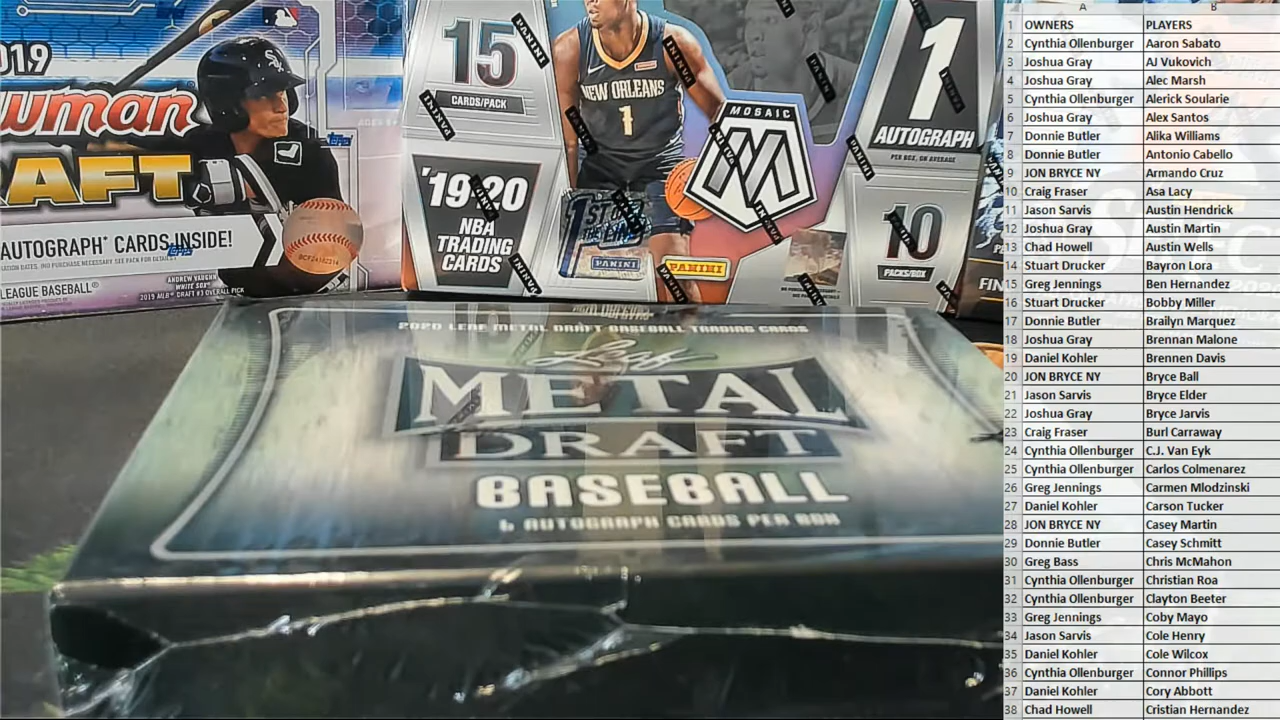 2019
Bowman
DRAFT
AUTOGRAPH* CARDS INSIDE!
LEAGUE BASEBALL®
ANDREW VAUGHN
WHITE SOX®
2019 MLB® DRAFT #3 OVERALL PICK
topps
15
CARDS/PACK
'19-20
NBA
TRADING
CARDS
NEW ORLEANS
1
1ST OFF
THE LINE
PANINI
PANINI
MOSAIC
M
1
AUTOGRAPH
PER BOX, ON AVERAGE
10
PACKS/BOX
2020 LEAF METAL DRAFT BASEBALL TRADING CARDS
Leaf
METAL
DRAFT
BASEBALL
AUTOGRAPH CARDS PER BOX
A B
1 OWNERS PLAYERS
2 Cynthia Ollenburger Aaron Sabato
3 Joshua Gray AJ Vukovich
4 Joshua Gray Alec Marsh
5 Cynthia Ollenburger Alerick Soularie
6 Joshua Gray Alex Santos
7 Donnie Butler Alika Williams
8 Donnie Butler Antonio Cabello
9 JON BRYCE NY Armando Cruz
10 Craig Fraser Asa Lacy
11 Jason Sarvis Austin Hendrick
12 Joshua Gray Austin Martin
13 Chad Howell Austin Wells
14 Stuart Drucker Bayron Lora
15 Greg Jennings Ben Hernandez
16 Stuart Drucker Bobby Miller
17 Donnie Butler Brailyn Marquez
18 Joshua Gray Brennan Malone
19 Daniel Kohler Brennen Davis
20 JON BRYCE NY Bryce Ball
21 Jason Sarvis Bryce Elder
22 Joshua Gray Bryce Jarvis
23 Craig Fraser Burl Carraway
24 Cynthia Ollenburger C.J. Van Eyk
25 Cynthia Ollenburger Carlos Colmenarez
26 Greg Jennings Carmen Mlodzinski
27 Daniel Kohler Carson Tucker
28 JON BRYCE NY Casey Martin
29 Donnie Butler Casey Schmitt
30 Greg Bass Chris McMahon
31 Cynthia Ollenburger Christian Roa
32 Cynthia Ollenburger Clayton Beeter
33 Greg Jennings Coby Mayo
34 Jason Sarvis Cole Henry
35 Daniel Kohler Cole Wilcox
36 Cynthia Ollenburger Connor Phillips
37 Daniel Kohler Cory Abbott
38 Chad Howell Cristian Hernandez